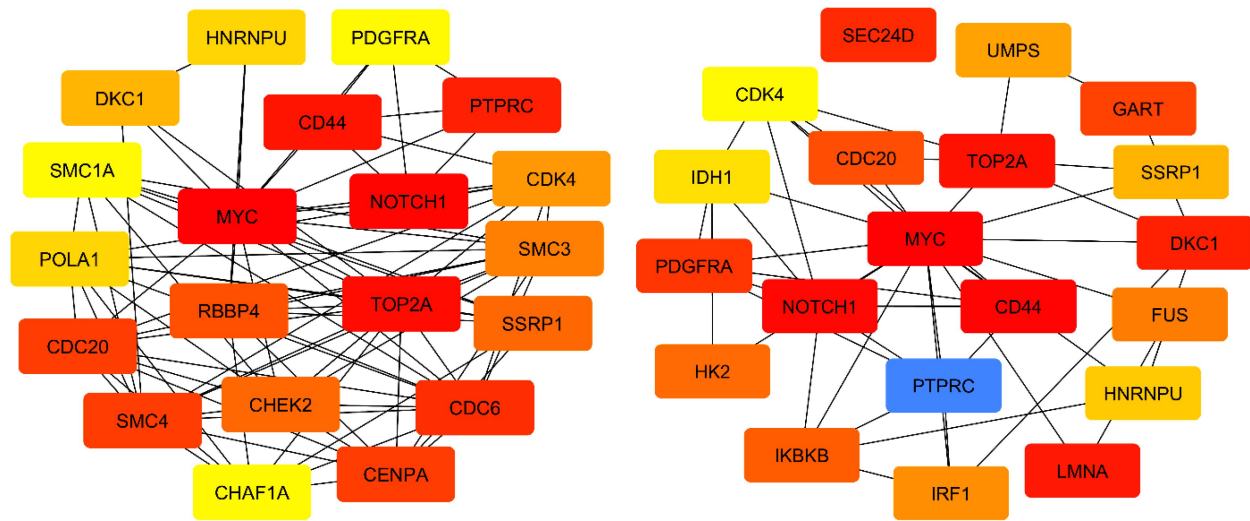 HNRNPU
PDGFRA
DKC1
CD44
PTPRC
SMC1A
CDK4
MYC
NOTCH1
POLA1
SMC3
RBBP4
TOP2A
SSRP1
CDC20
SMC4
CHEK2
CDC6
CHAF1A
CENPA
SEC24D
UMPS
CDK4
GART
CDC20
TOP2A
IDH1
SSRP1
MYC
DKC1
PDGFRA
NOTCH1
CD44
FUS
HK2
PTPRC
HNRNPU
IKBKB
LMNA
IRF1